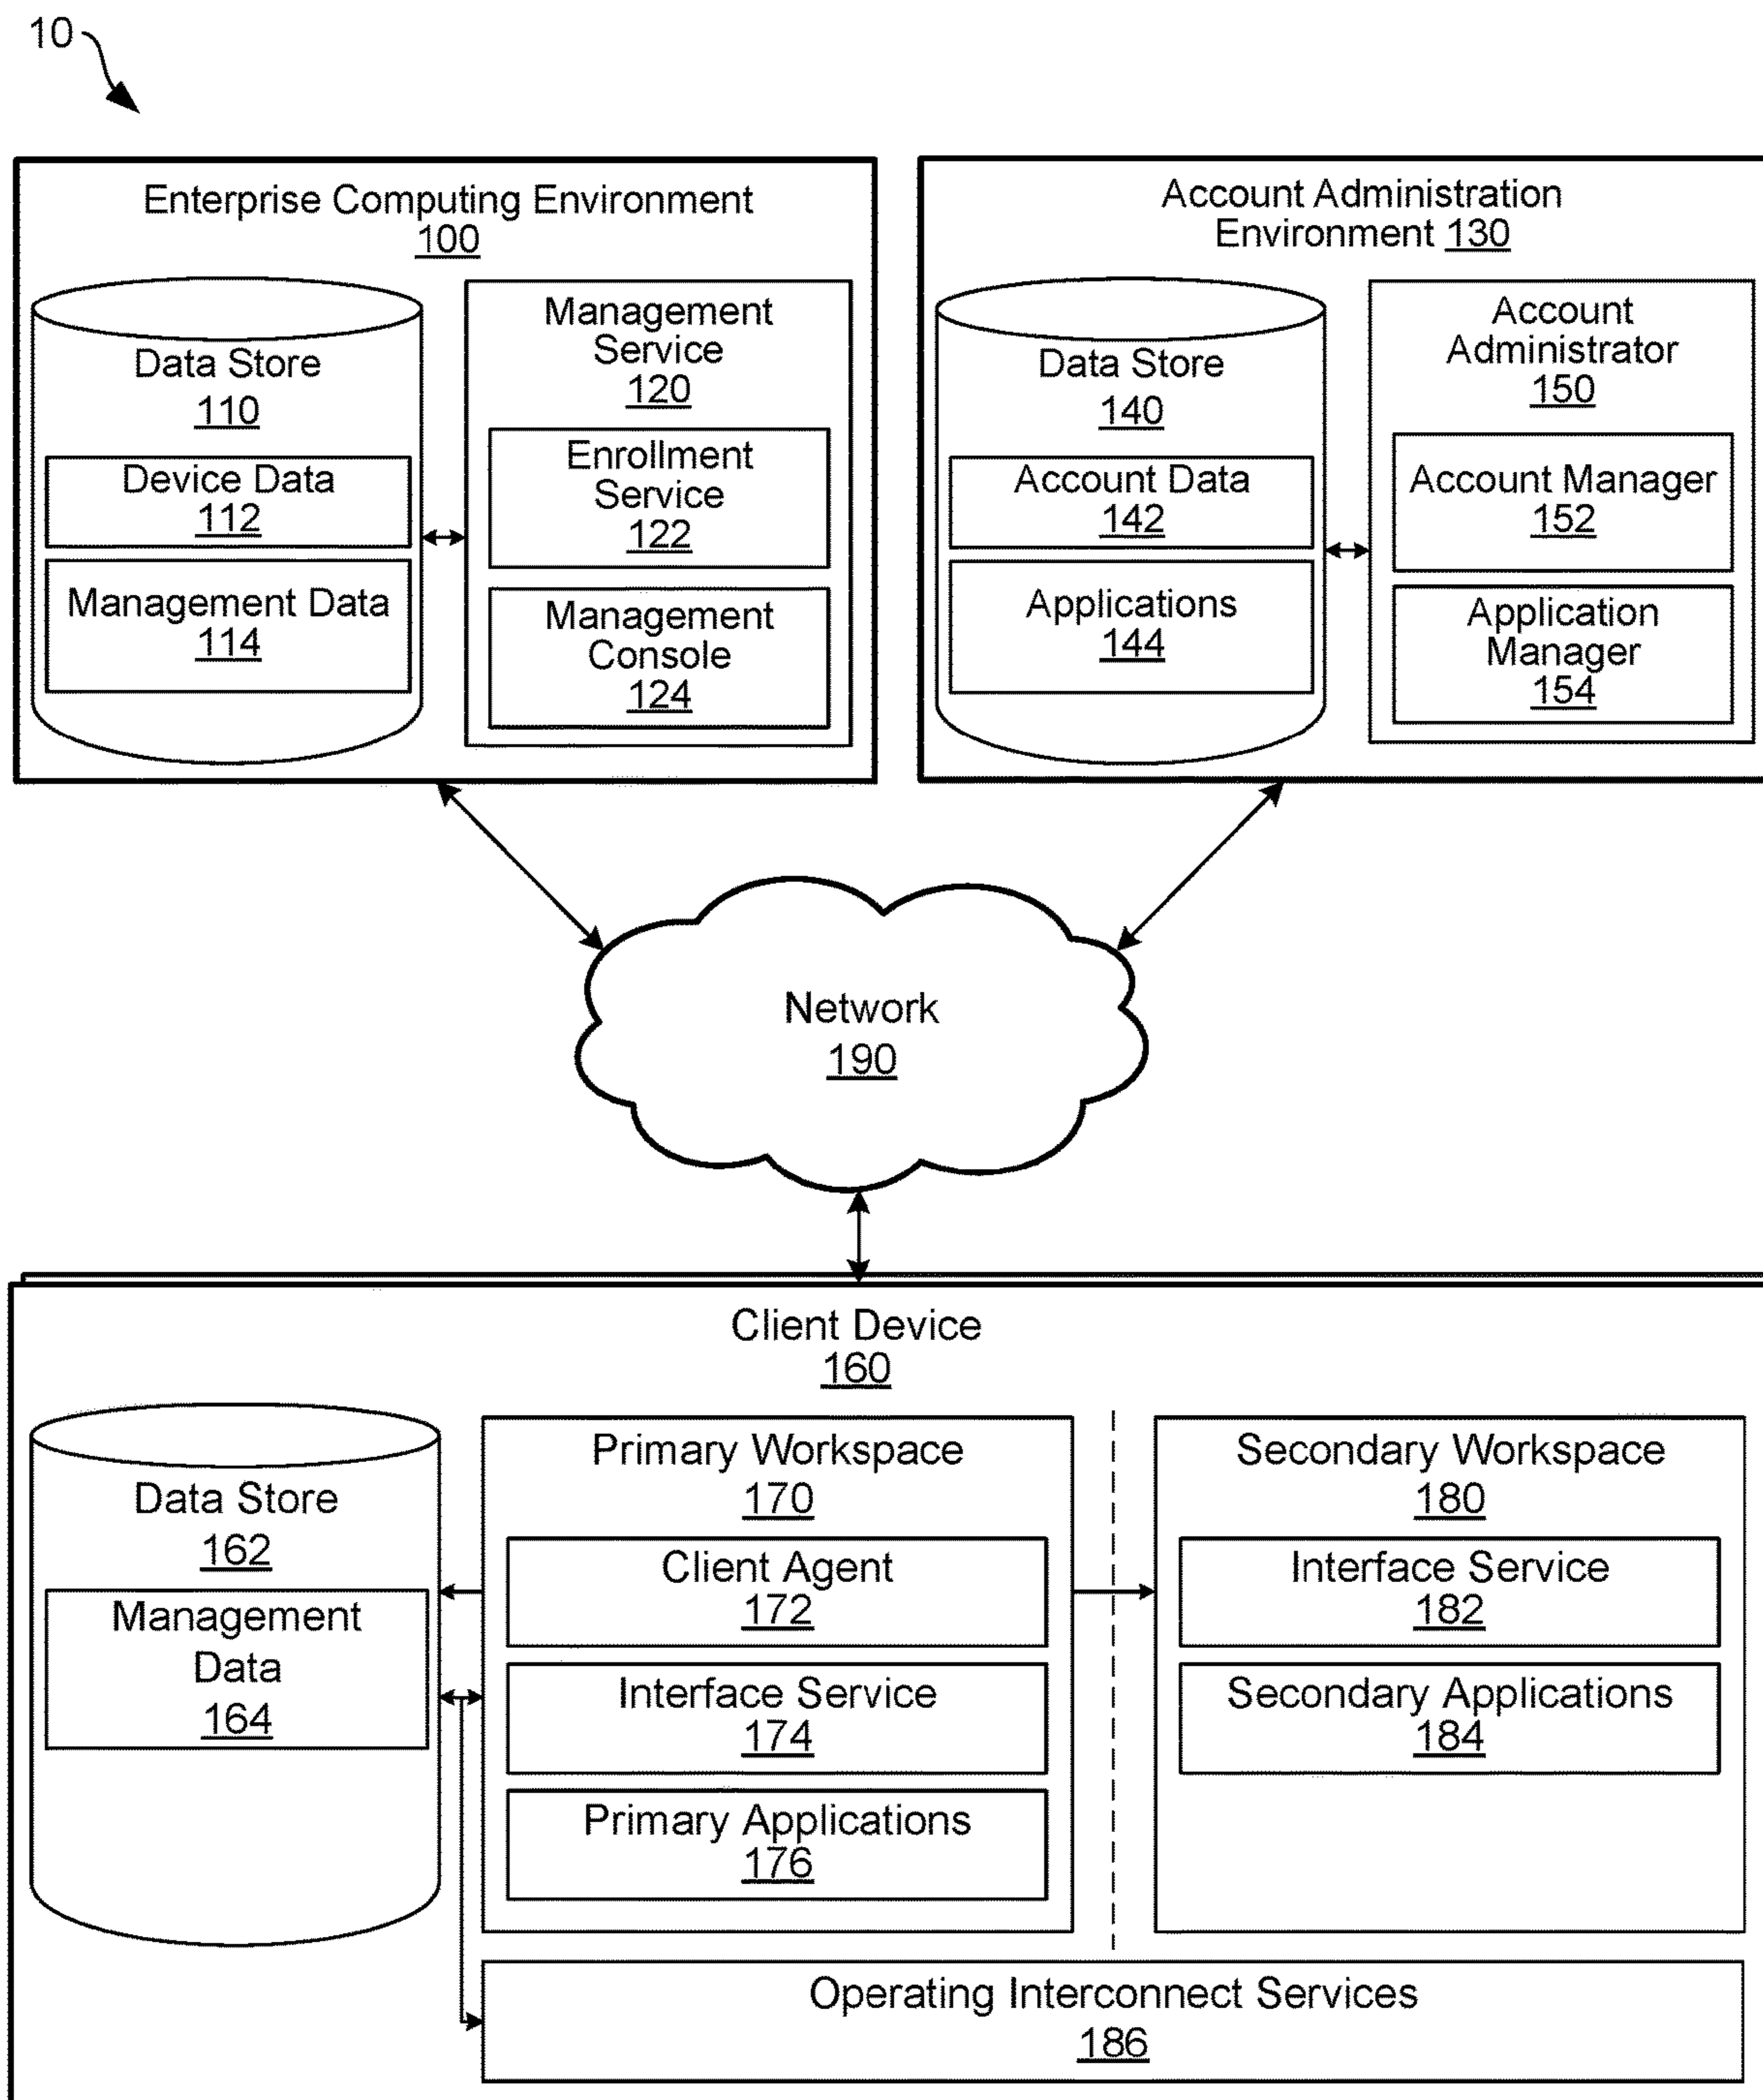 10
Enterprise Computing Environment
100
Data Store
110
Device Data
112
Management Data
114
Management
Service
120
Enrollment
Service
122
Management
Console
124
Account Administration
Environment 130
Data Store
140
Account Data
142
Applications
144
Account
Administrator
150
Account Manager
152
Application
Manager
154
Network
190
Client Device
160
Data Store
162
Management
Data
164
Primary Workspace
170
Client Agent
172
Interface Service
174
Primary Applications
176
Secondary Workspace
180
Interface Service
182
Secondary Applications
184
Operating Interconnect Services
186